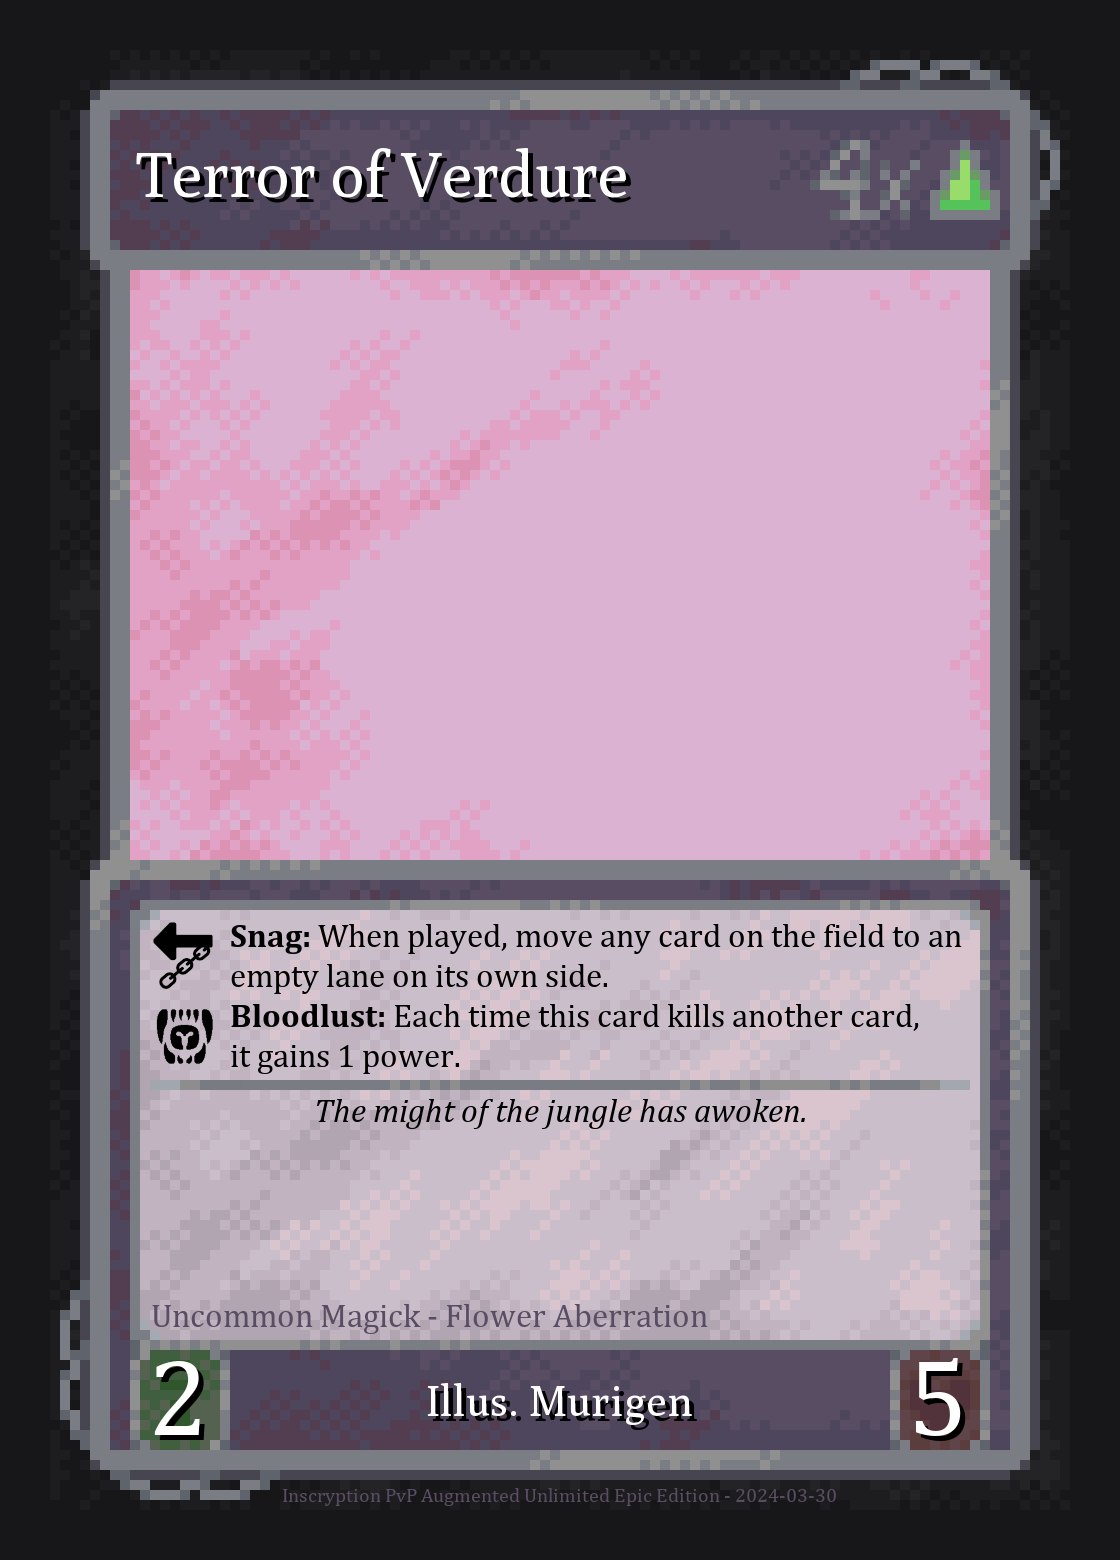 Terror of Verdure 4x
Snag: When played, move any card on the field to an
empty lane on its own side.
Bloodlust: Each time this card kills another card,
it gains 1 power.
The might of the jungle has awoken.
Uncommon Magick - Flower Aberration
2 Illus. Murigen 5
Inscryption PvP Augmented Unlimited Epic Edition - 2024-03-30